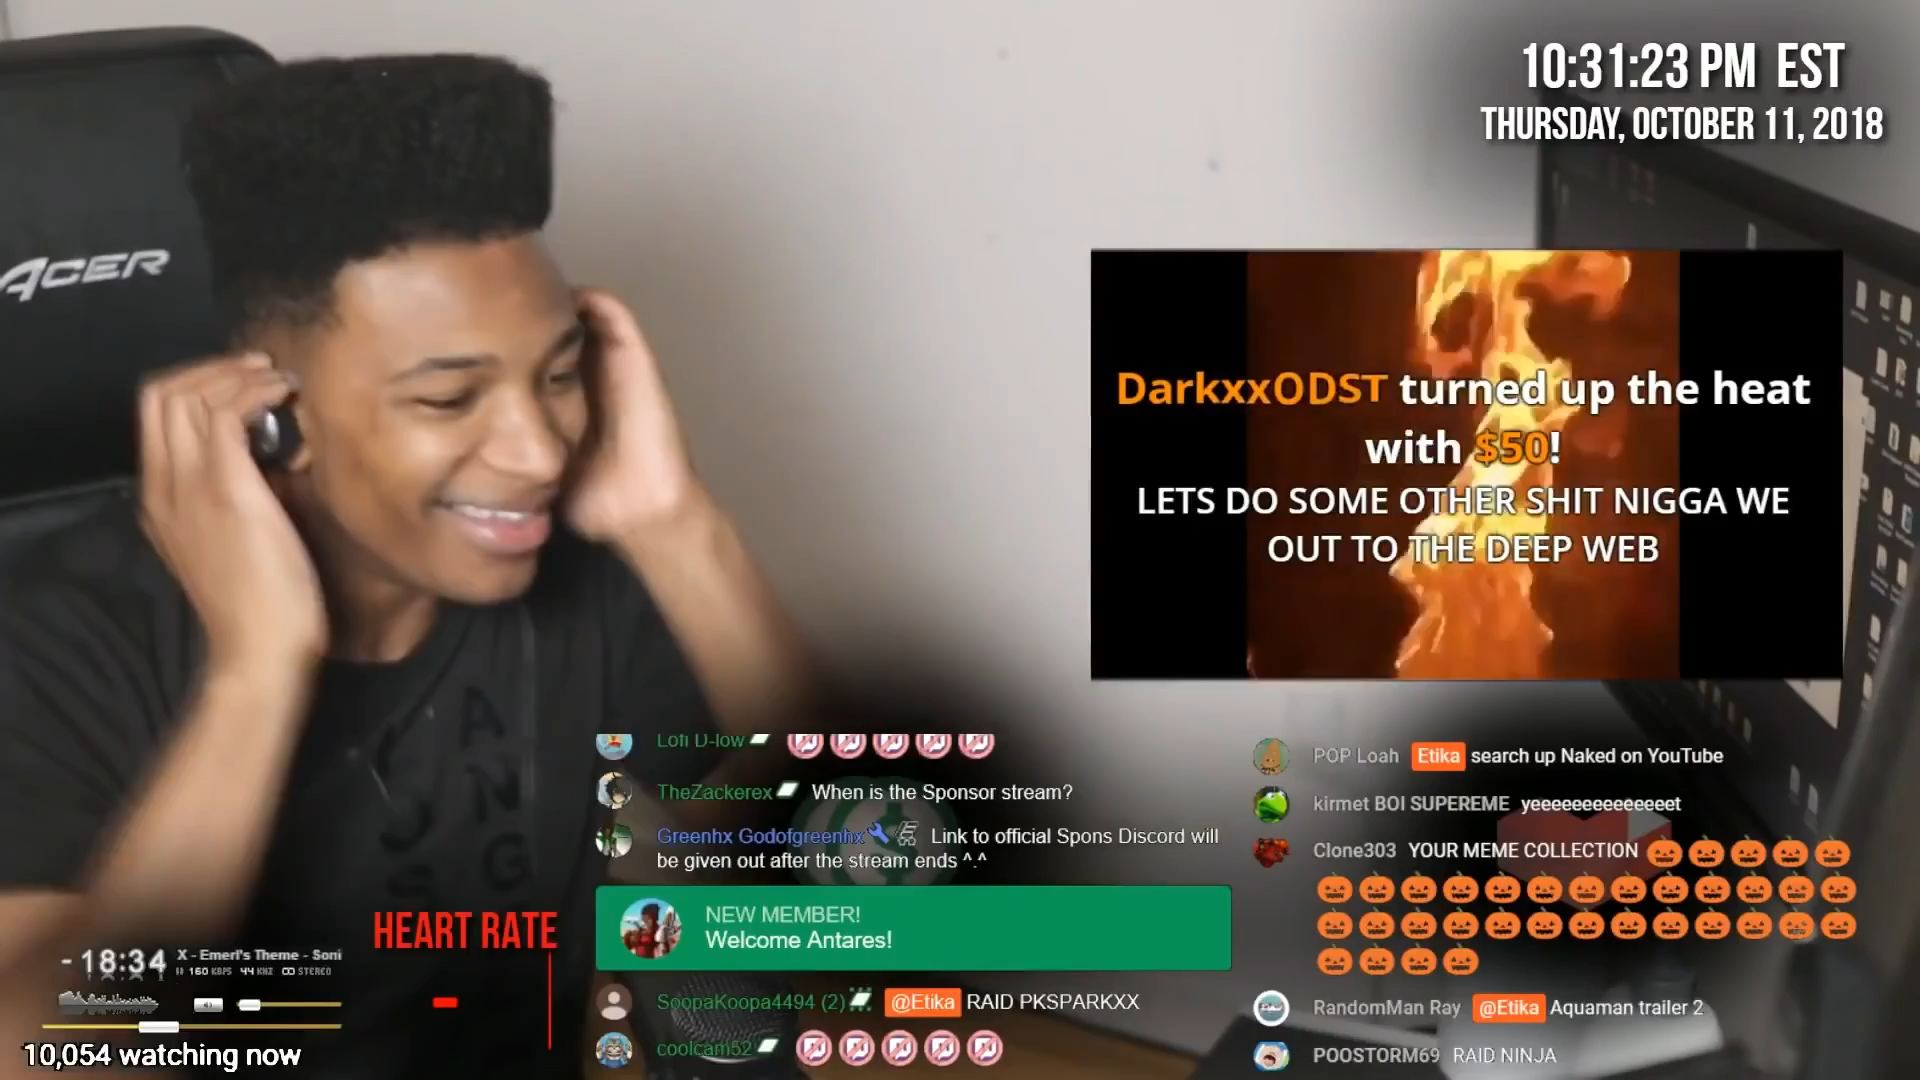 10:31:23 PM EST
THURSDAY, OCTOBER 11, 2018
ACER
DarkxxODST turned up the heat
with $50!
LETS DO SOME OTHER SHIT NIGGA WE
OUT TO THE DEEP WEB
Lofi D-low
TheZackerex When is the Sponsor stream?
Greenhx Godofgreenhx Link to official Spons Discord will
be given out after the stream ends ^.^
NEW MEMBER!
Welcome Antares!
SoopaKoopa4494 (2) @Etika RAID PKSPARKXX
coolcam52
POP Loah Etika search up Naked on YouTube
kirmet BOI SUPEREME yeeeeeeeeeeeeeet
Clone303 YOUR MEME COLLECTION
RandomMan Ray @Etika Aquaman trailer 2
POOSTORM69 RAID NINJA
HEART RATE
-18:34 X - Emerl's Theme - Soni
160 KBPS 44 KHZ STEREO
10,054 watching now